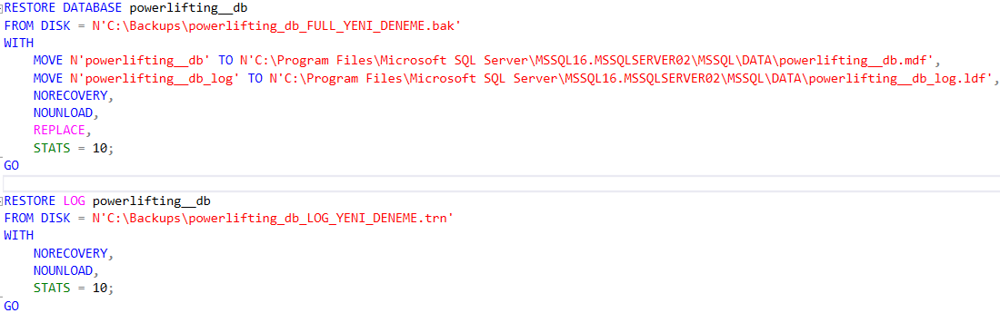 RESTORE DATABASE powerlifting__db
FROM DISK = N'C:\Backups\powerlifting_db_FULL_YENI_DENEME.bak'
WITH
    MOVE N'powerlifting__db' TO N'C:\Program Files\Microsoft SQL Server\MSSQL16.MSSQLSERVER02\MSSQL\DATA\powerlifting__db.mdf',
    MOVE N'powerlifting__db_log' TO N'C:\Program Files\Microsoft SQL Server\MSSQL16.MSSQLSERVER02\MSSQL\DATA\powerlifting__db_log.ldf',
    NORECOVERY,
    NOUNLOAD,
    REPLACE,
    STATS = 10;
GO
RESTORE LOG powerlifting__db
FROM DISK = N'C:\Backups\powerlifting_db_LOG_YENI_DENEME.trn'
WITH
    NORECOVERY,
    NOUNLOAD,
    STATS = 10;
GO